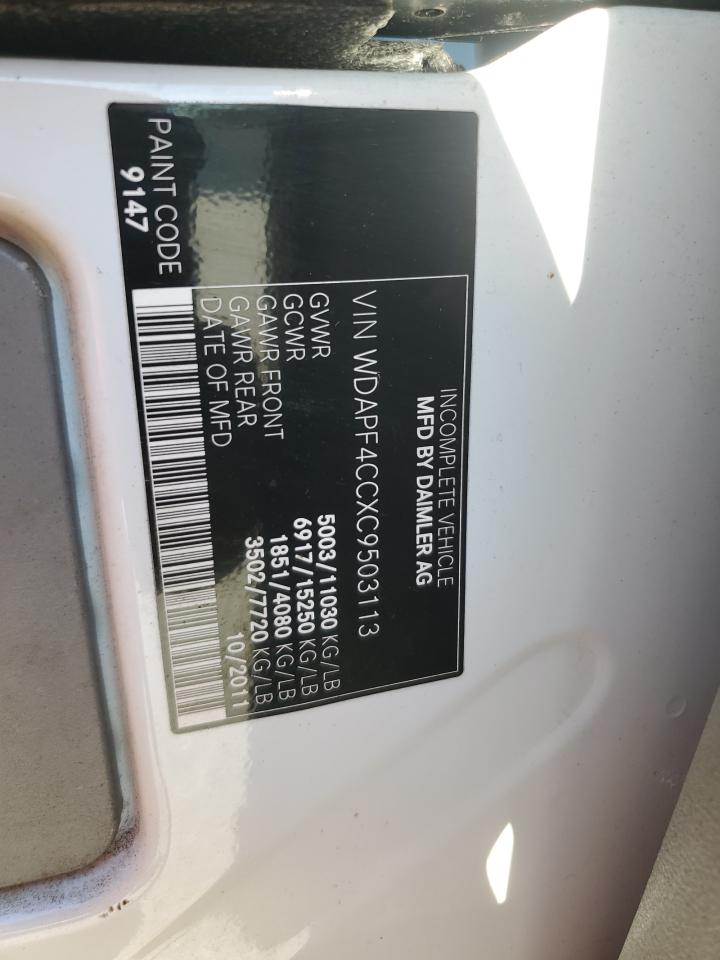 INCOMPLETE VEHICLE
MFD BY DAIMLER AG
VIN WDAPF4CCXC9503113
GVWR 5003/11030 KG/LB
GCWR 6917/15250 KG/LB
GAWR FRONT 1851/4080 KG/LB
GAWR REAR 3502/7720 KG/LB
DATE OF MFD 10/2011
PAINT CODE
9147